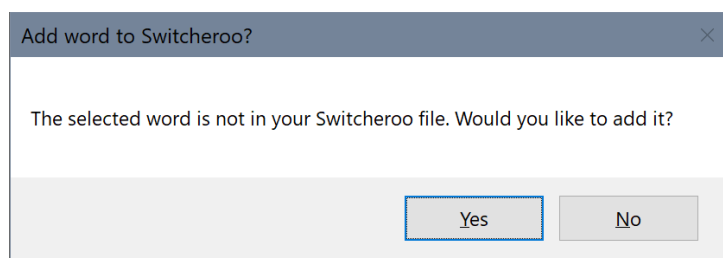 Add word to Switcheroo?
The selected word is not in your Switcheroo file. Would you like to add it?
Yes No